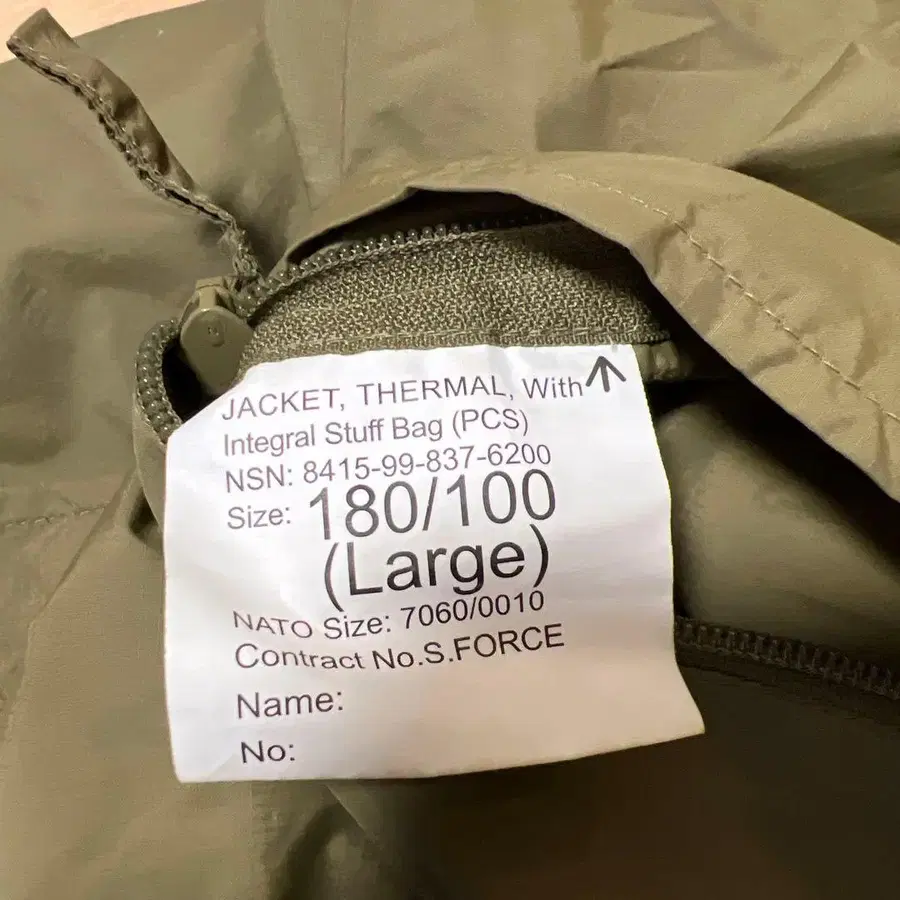 JACKET, THERMAL, With
Integral Stuff Bag (PCS)
NSN: 8415-99-837-6200
Size: 180/100
(Large)
NATO Size: 7060/0010
Contract No.S.FORCE
Name:
No: